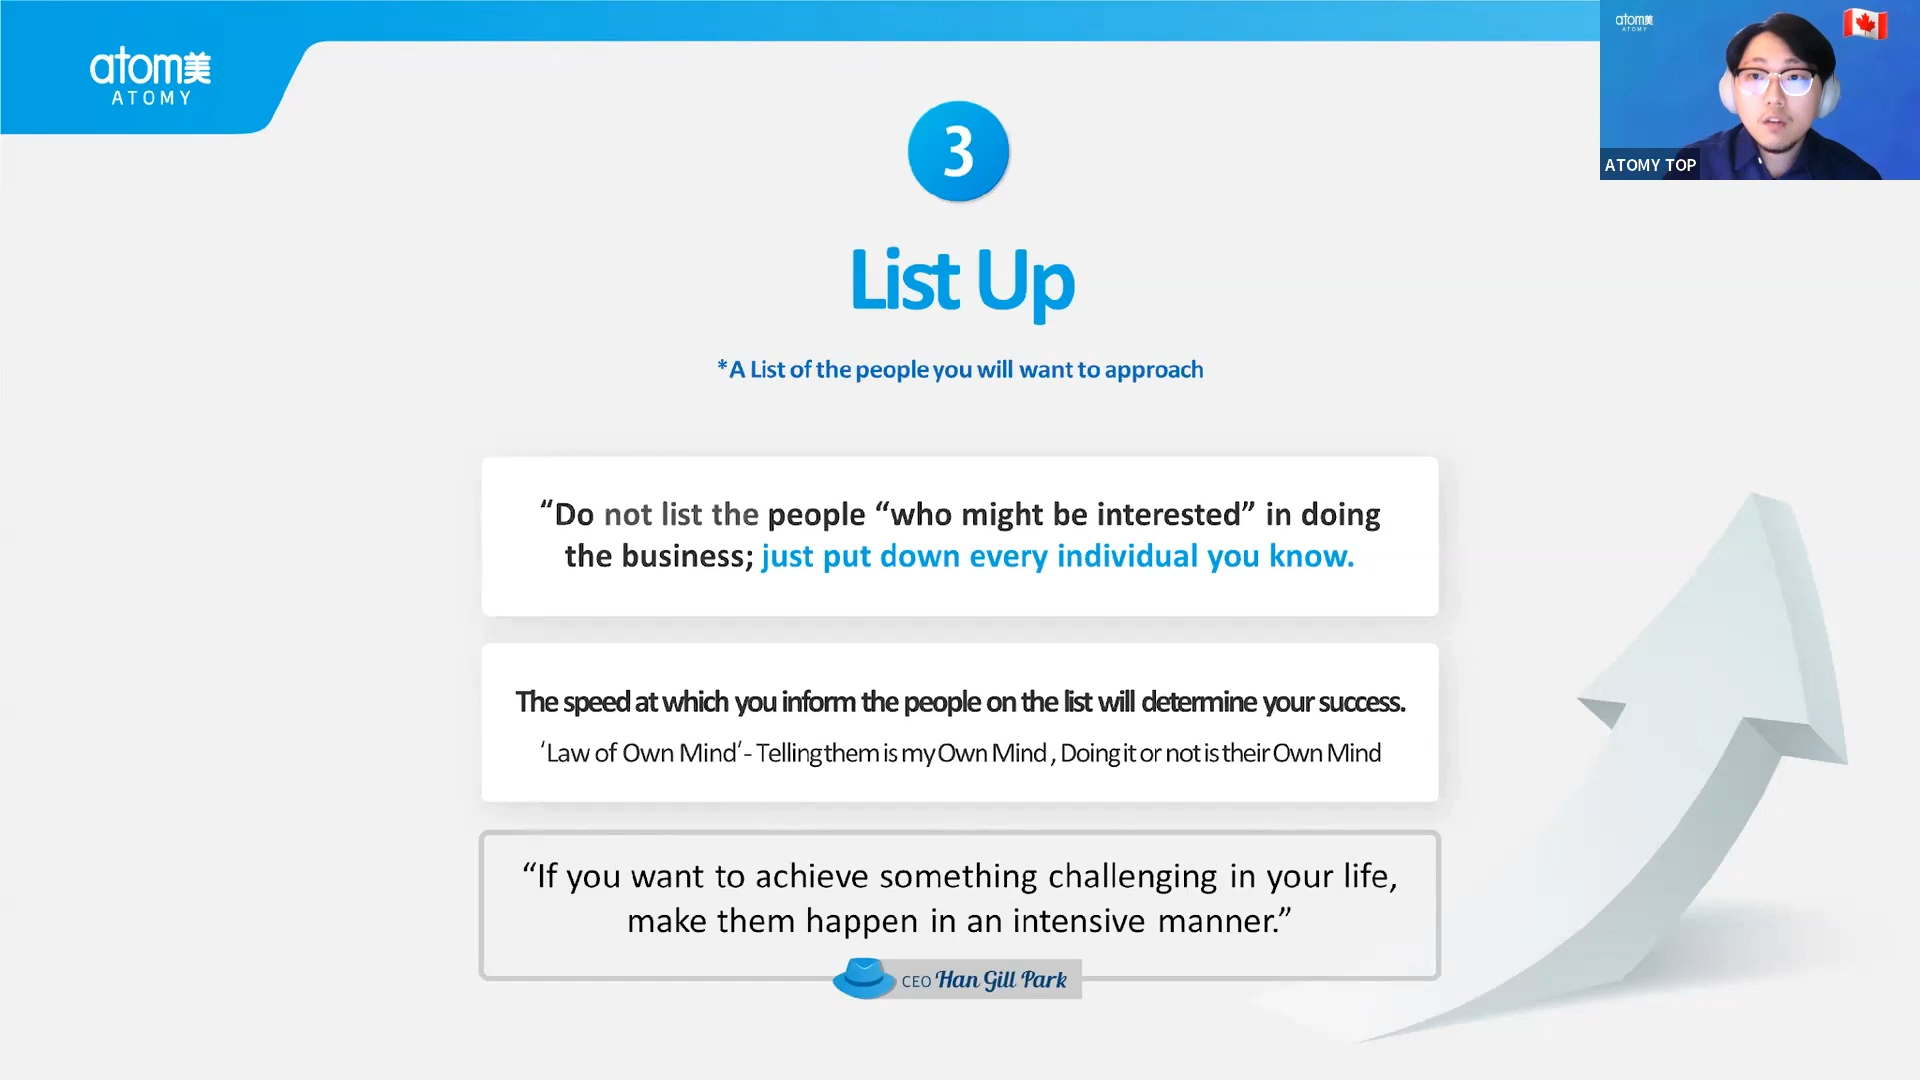 atom美
ATOMY
atom美
ATOMY
ATOMY TOP
3
List Up
*A List of the people you will want to approach
“Do not list the people “who might be interested” in doing
the business; just put down every individual you know.
The speed at which you inform the people on the list will determine your success.
‘Law of Own Mind’ - Telling them is my Own Mind , Doing it or not is their Own Mind
“If you want to achieve something challenging in your life,
make them happen in an intensive manner.”
CEO Han Gill Park